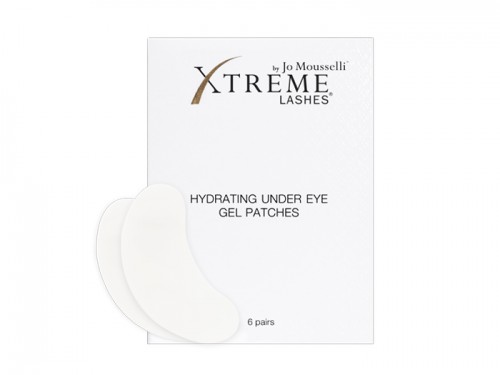 by Jo Mousselli
XTREME
LASHES®
HYDRATING UNDER EYE
GEL PATCHES
6 pairs